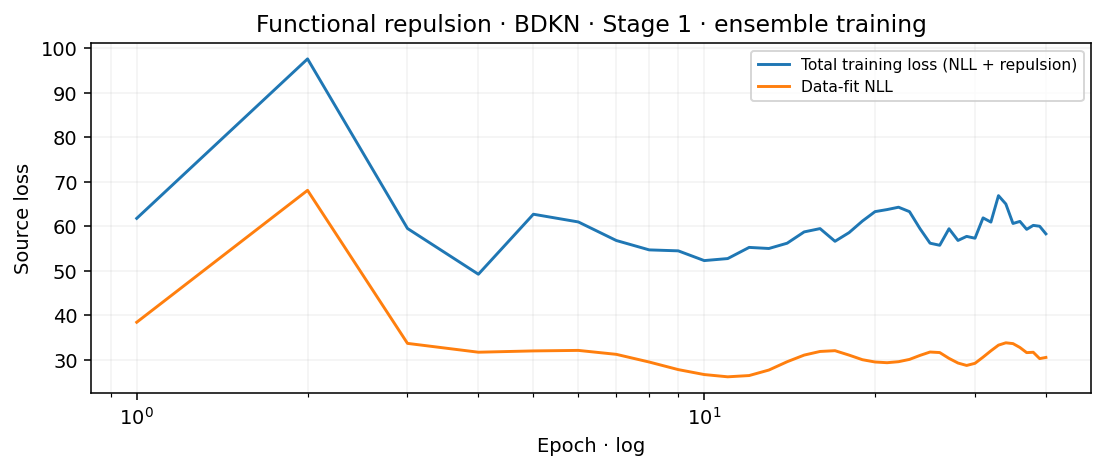 Functional repulsion · BDKN · Stage 1 · ensemble training
Total training loss (NLL + repulsion)
Data-fit NLL
Source loss
100
90
80
70
60
50
40
30
10⁰
10¹
Epoch · log